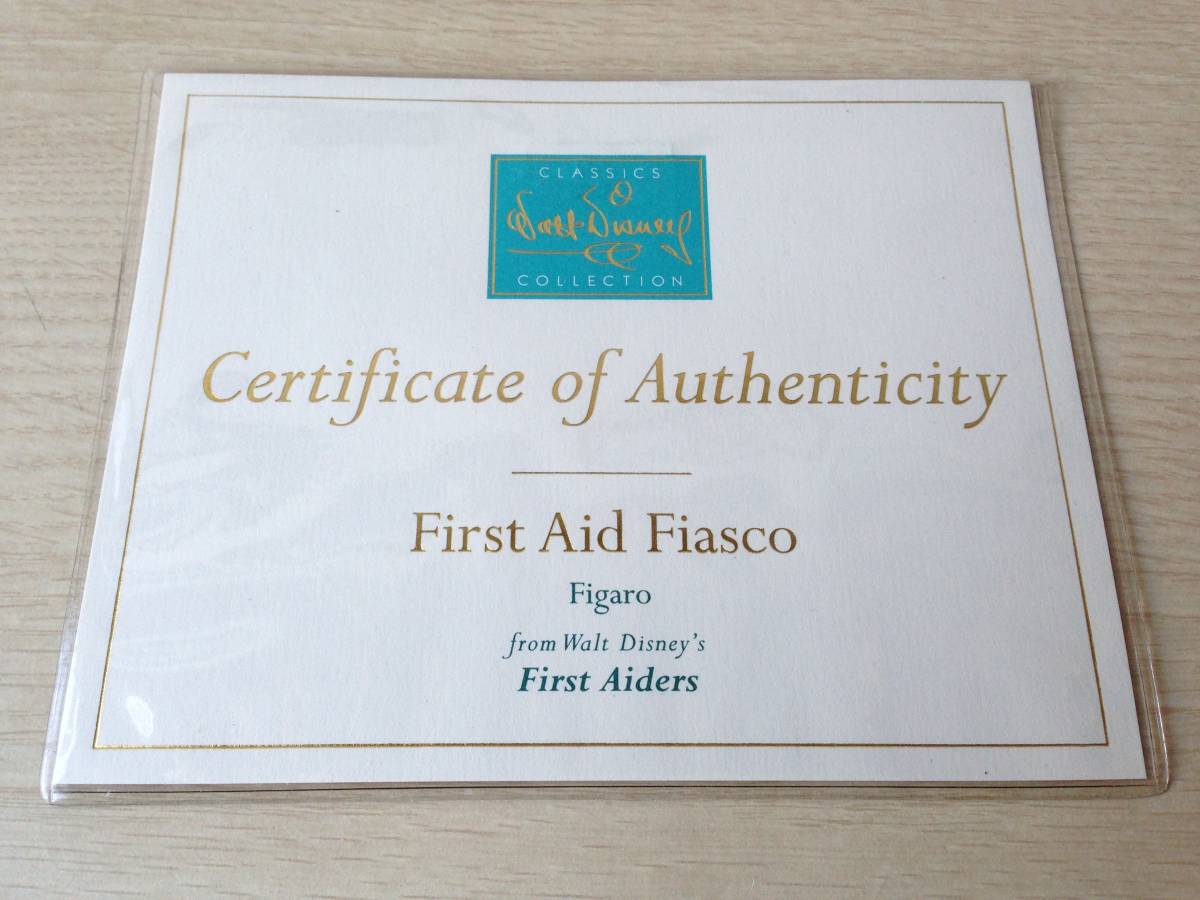 CLASSICS
Walt Disney
COLLECTION
Certificate of Authenticity
First Aid Fiasco
Figaro
from Walt Disney's
First Aiders